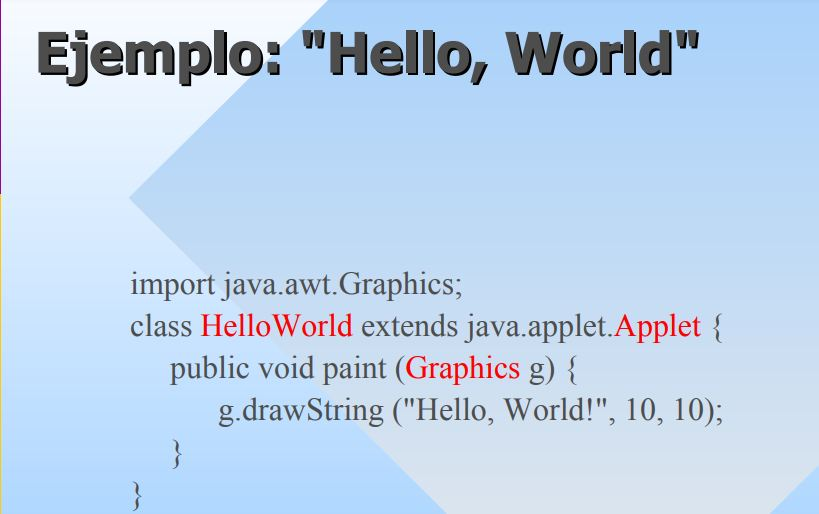 Ejemplo: "Hello, World"
import java.awt.Graphics;
class HelloWorld extends java.applet.Applet {
public void paint (Graphics g) {
g.drawString ("Hello, World!", 10, 10);
}
}